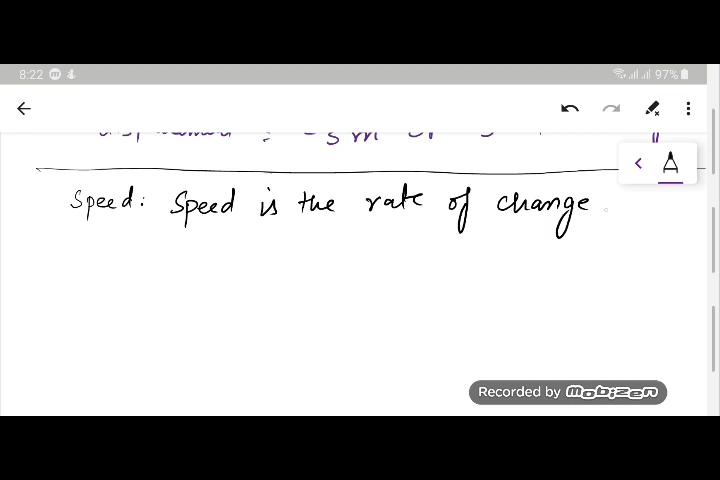 8:22 97%
Speed: Speed is the rate of change
Recorded by mobizen